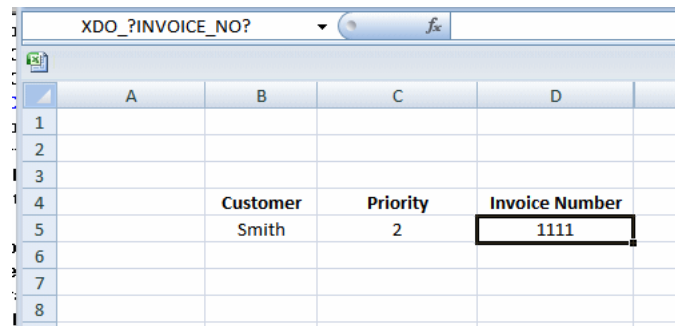 XDO_?INVOICE_NO?
fx
A B C D
1
2
3
4 Customer Priority Invoice Number
5 Smith 2 1111
6
7
8